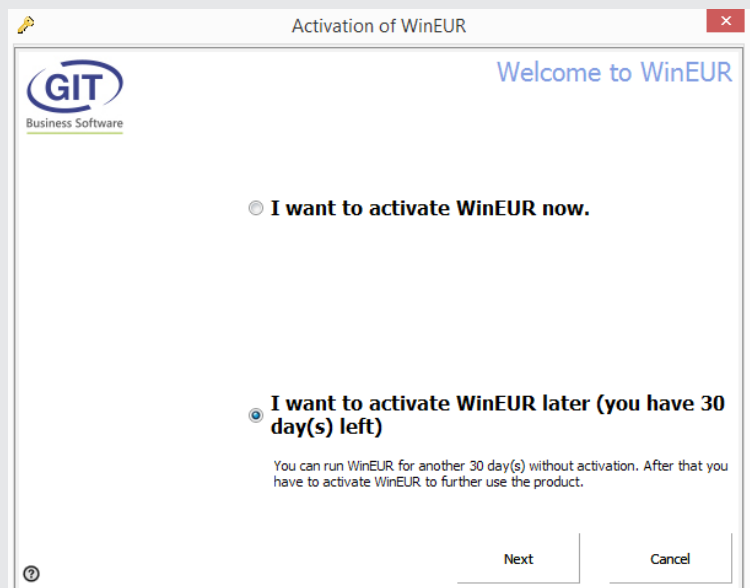 Activation of WinEUR
GIT
Business Software
Welcome to WinEUR
I want to activate WinEUR now.
I want to activate WinEUR later (you have 30
day(s) left)
You can run WinEUR for another 30 day(s) without activation. After that you
have to activate WinEUR to further use the product.
Next
Cancel